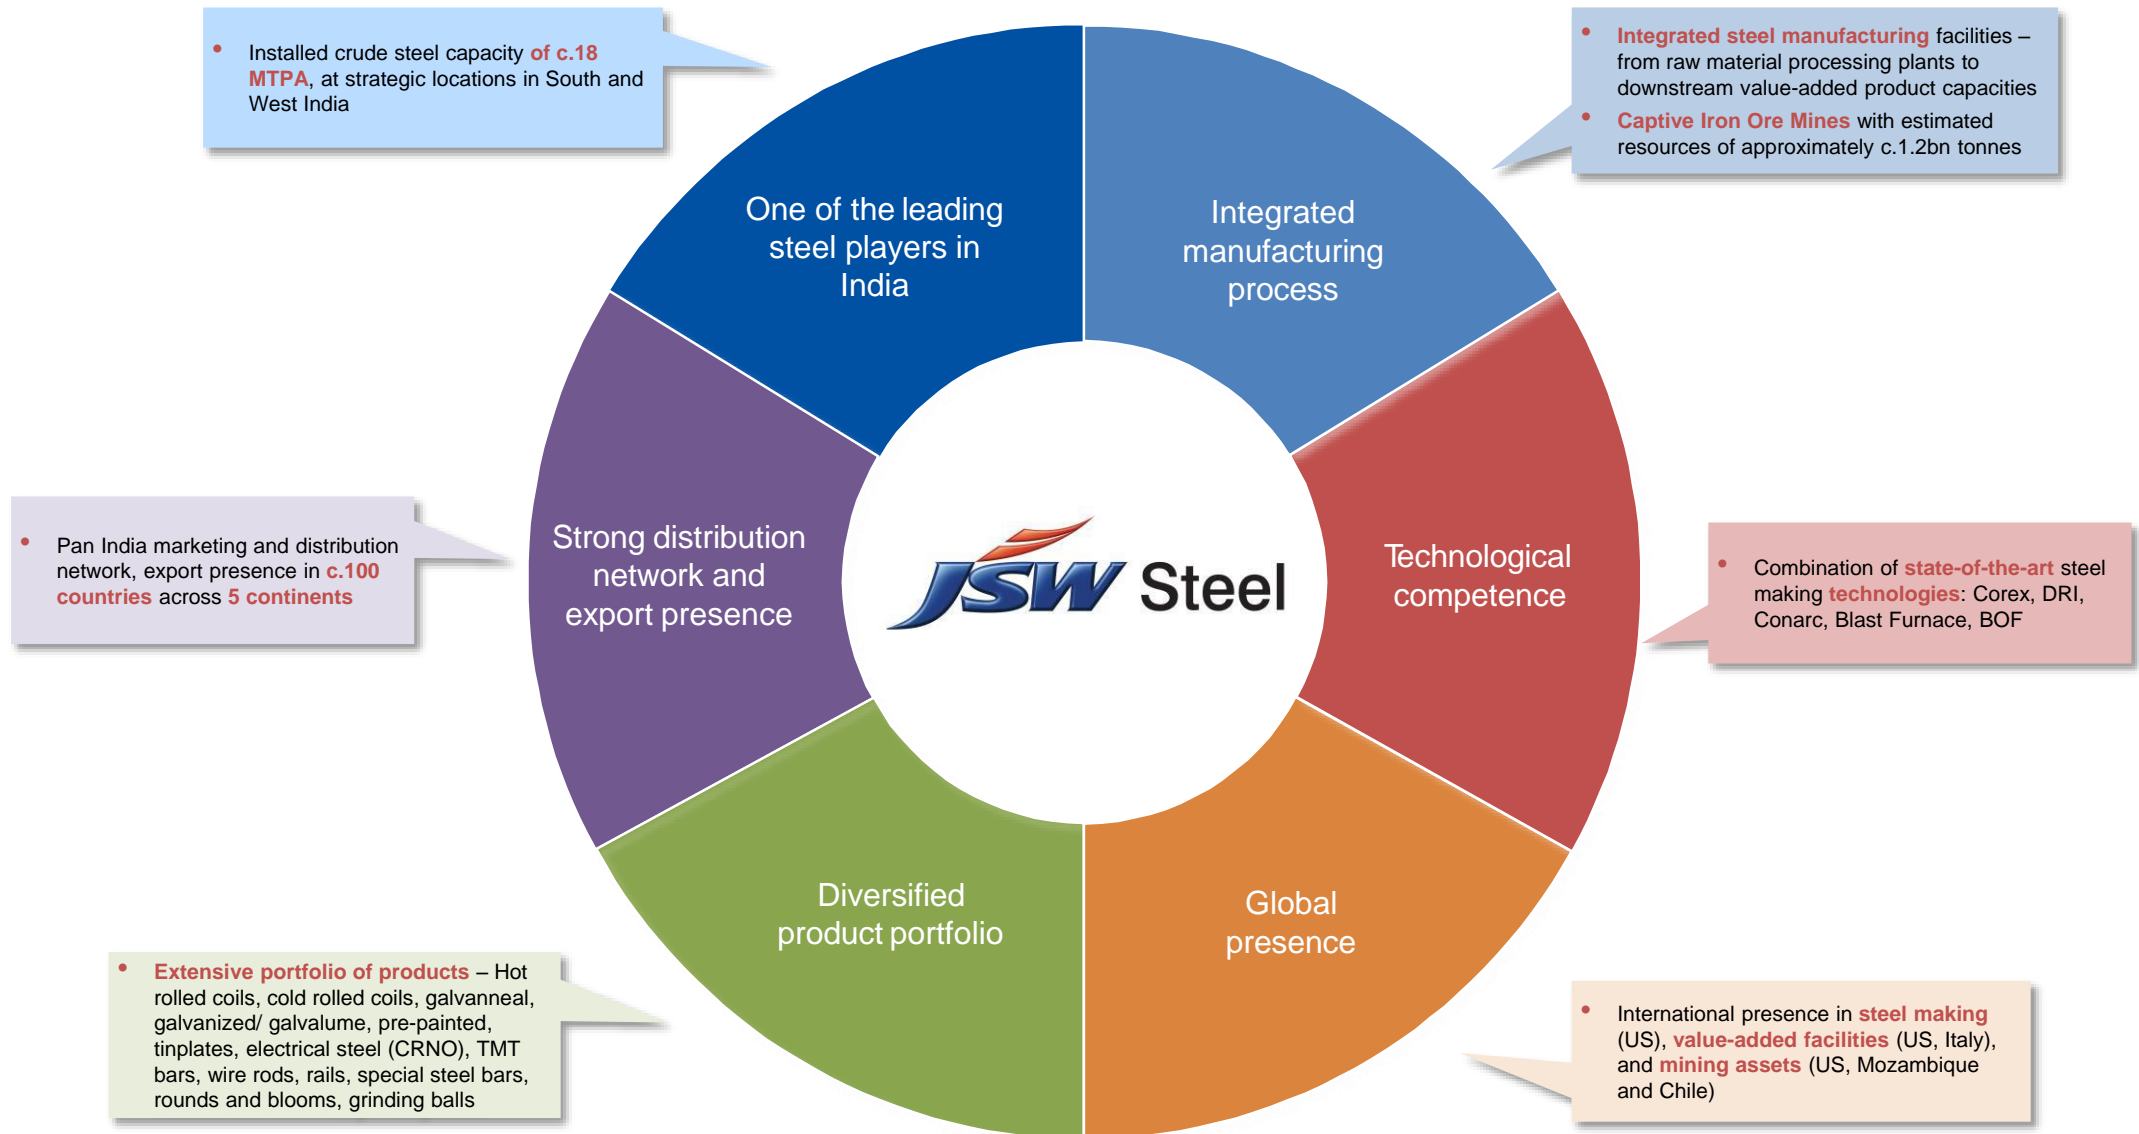 • Installed crude steel capacity of c.18
MTPA, at strategic locations in South and
West India
• Integrated steel manufacturing facilities –
from raw material processing plants to
downstream value-added product capacities
• Captive Iron Ore Mines with estimated
resources of approximately c.1.2bn tonnes
One of the leading
steel players in
India
Integrated
manufacturing
process
• Pan India marketing and distribution
network, export presence in c.100
countries across 5 continents
Strong distribution
network and
export presence
JSW Steel
Technological
competence
• Combination of state-of-the-art steel
making technologies: Corex, DRI,
Conarc, Blast Furnace, BOF
Diversified
product portfolio
Global
presence
• Extensive portfolio of products – Hot
rolled coils, cold rolled coils, galvanneal,
galvanized/ galvalume, pre-painted,
tinplates, electrical steel (CRNO), TMT
bars, wire rods, rails, special steel bars,
rounds and blooms, grinding balls
• International presence in steel making
(US), value-added facilities (US, Italy),
and mining assets (US, Mozambique
and Chile)